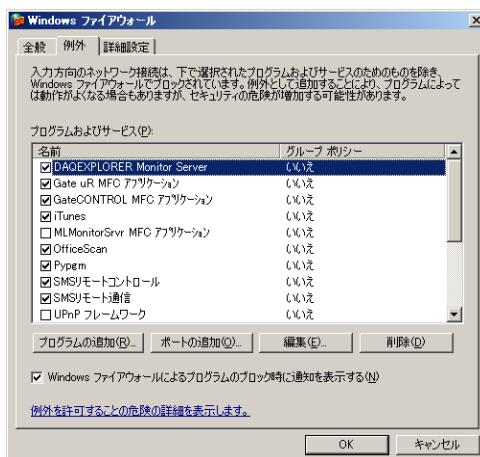 Windows ファイアウォール
全般 例外 詳細設定
入力方向のネットワーク接続は、下で選択されたプログラムおよびサービスのためのものを除き、
Windows ファイアウォールでブロックされています。例外として追加することにより、プログラムによって
は動作がよくなる場合もありますが、セキュリティの危険が増加する可能性があります。
プログラムおよびサービス(P):
名前 グループ ポリシー
DAQEXPLORER Monitor Server いいえ
Gate uR MFC アプリケーション いいえ
GateCONTROL MFC アプリケーション いいえ
iTunes いいえ
MLMonitorSrvr MFC アプリケーション いいえ
OfficeScan いいえ
Pypgm いいえ
SMSリモートコントロール いいえ
SMSリモート通信 いいえ
UPnP フレームワーク いいえ
プログラムの追加(R)... ポートの追加(O)... 編集(E)... 削除(D)
Windows ファイアウォールによるプログラムのブロック時に通知を表示する(N)
例外を許可することの危険の詳細を表示します。
OK キャンセル